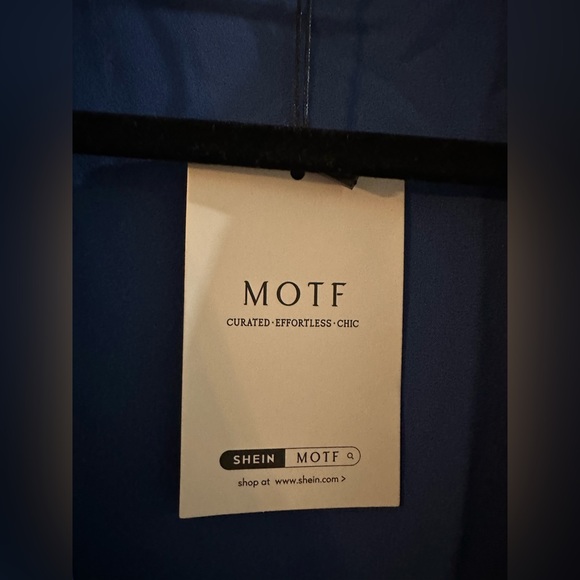 MOTF
CURATED·EFFORTLESS·CHIC
SHEIN MOTF
shop at www.shein.com >